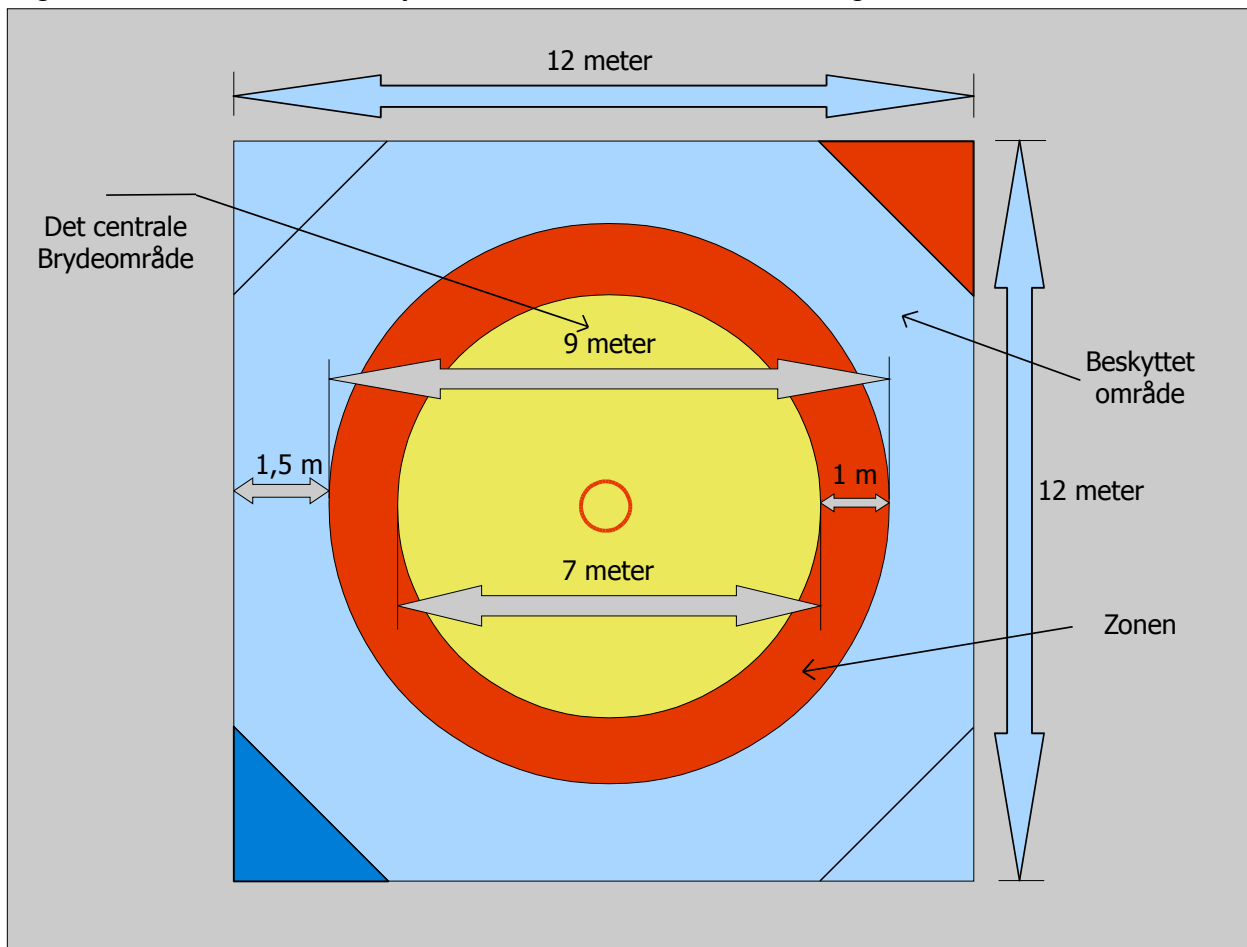 12 meter
Det centrale
Brydeområde
9 meter
Beskyttet
område
1,5 m
1 m
12 meter
7 meter
Zonen